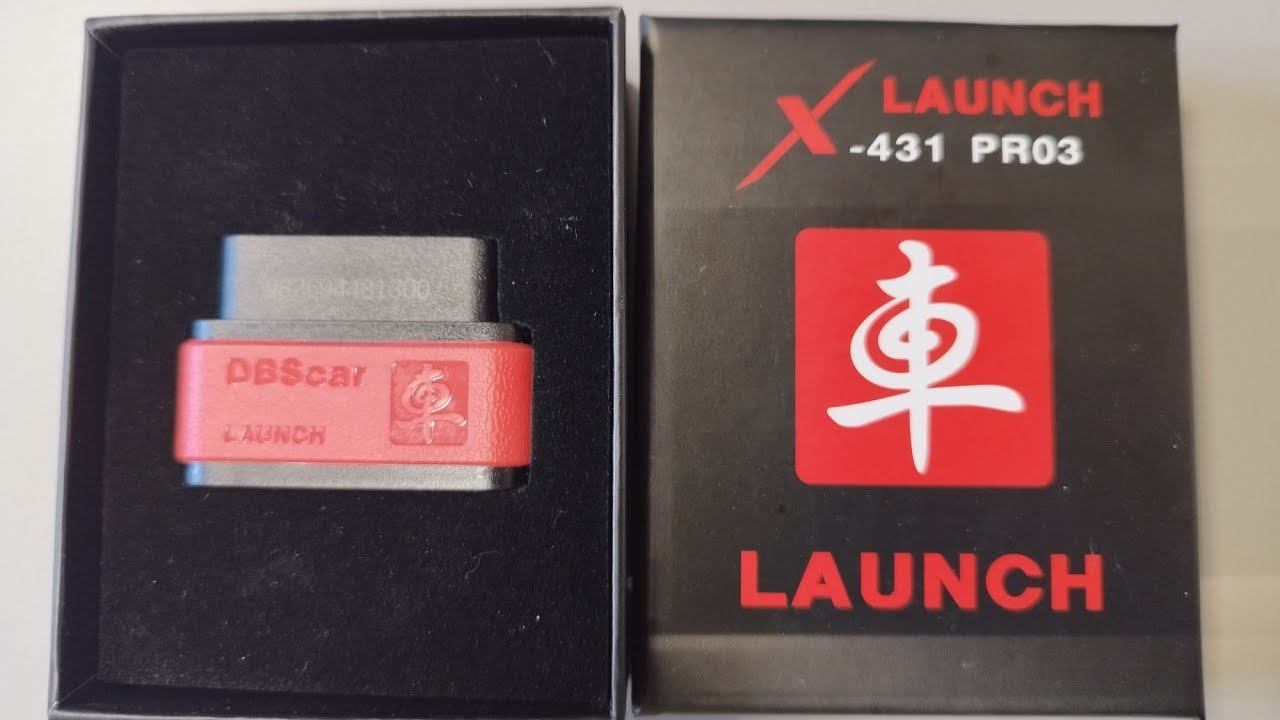 DBScar
LAUNCH
車
X LAUNCH
-431 PRO3
車
LAUNCH